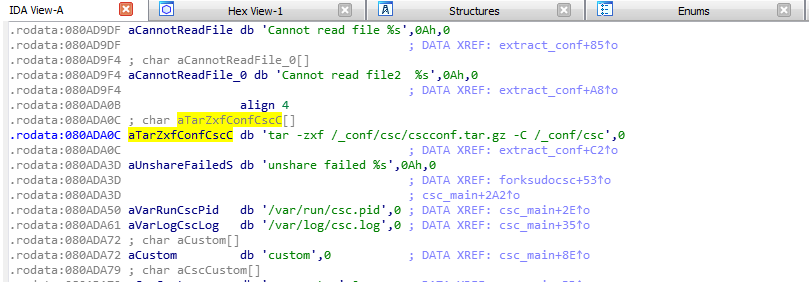 IDA View-A Hex View-1 A Structures Enums
.rodata:080AD9DF aCannotReadFile db 'Cannot read file %s',0Ah,0
.rodata:080AD9DF ; DATA XREF: extract_conf+85↑o
.rodata:080AD9F4 ; char aCannotReadFile_0[]
.rodata:080AD9F4 aCannotReadFile_0 db 'Cannot read file2  %s',0Ah,0
.rodata:080AD9F4 ; DATA XREF: extract_conf+A8↑o
.rodata:080ADA0B align 4
.rodata:080ADA0C ; char aTarZxfConfCscC[]
.rodata:080ADA0C aTarZxfConfCscC db 'tar -zxf /_conf/csc/cscconf.tar.gz -C /_conf/csc',0
.rodata:080ADA0C ; DATA XREF: extract_conf+C2↑o
.rodata:080ADA3D aUnshareFailedS db 'unshare failed %s',0Ah,0
.rodata:080ADA3D ; DATA XREF: forksudocsc+53↑o
.rodata:080ADA3D ; csc_main+2A2↑o
.rodata:080ADA50 aVarRunCscPid db '/var/run/csc.pid',0 ; DATA XREF: csc_main+2E↑o
.rodata:080ADA61 aVarLogCscLog db '/var/log/csc.log',0 ; DATA XREF: csc_main+35↑o
.rodata:080ADA72 ; char aCustom[]
.rodata:080ADA72 aCustom db 'custom',0 ; DATA XREF: csc_main+8E↑o
.rodata:080ADA79 ; char aCscCustom[]